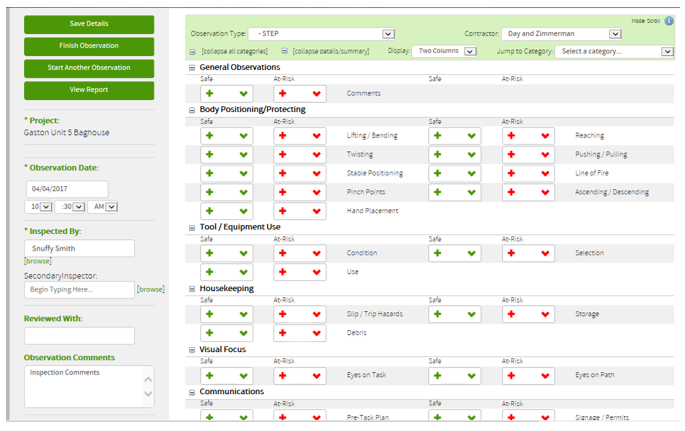 Save Details
Finish Observation
Start Another Observation
View Report
* Project:
Gaston Unit 5 Baghouse
* Observation Date:
04/04/2017
10 :30 AM
* Inspected By:
Snuffy Smith
[browse]
SecondaryInspector:
Begin Typing Here... [browse]
Reviewed With:
Observation Comments
Inspection Comments
Mode: Scroll
Observation Type: - STEP Contractor: Day and Zimmerman
[collapse all categories] [collapse details/summary] Display: Two Columns Jump to Category: Select a category...
General Observations
Safe At-Risk Safe At-Risk
Comments
Body Positioning/Protecting
Safe At-Risk Safe At-Risk
Lifting / Bending Reaching
Twisting Pushing / Pulling
Stable Positioning Line of Fire
Pinch Points Ascending / Descending
Hand Placement
Tool / Equipment Use
Safe At-Risk Safe At-Risk
Condition Selection
Use
Housekeeping
Safe At-Risk Safe At-Risk
Slip / Trip Hazards Storage
Debris
Visual Focus
Safe At-Risk Safe At-Risk
Eyes on Task Eyes on Path
Communications
Safe At-Risk Safe At-Risk
Pre-Task Plan Signage / Permits